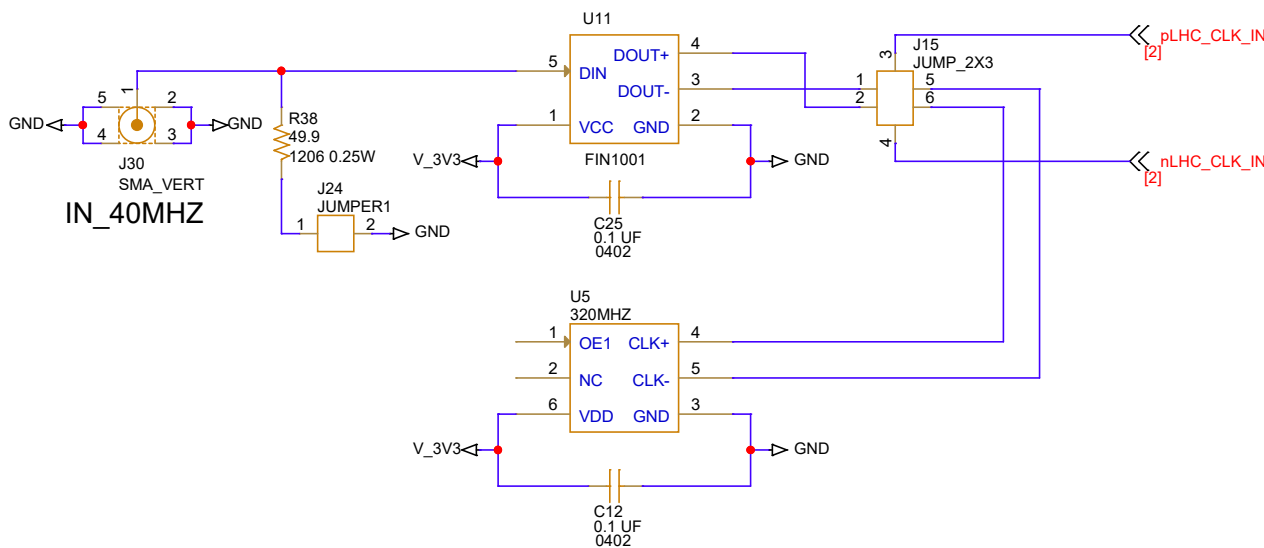 U11
5 DIN
DOUT+ 4
DOUT- 3
1 VCC
GND 2
FIN1001
V_3V3
GND
C25
0.1 UF
0402
1
5
2
4
3
GND
GND
J30
SMA_VERT
IN_40MHZ
R38
49.9
1206 0.25W
J24
JUMPER1
1
2
GND
J15
JUMP_2X3
3
1
2
5
6
4
pLHC_CLK_IN
[2]
nLHC_CLK_IN
[2]
U5
320MHZ
1 OE1
CLK+ 4
2 NC
CLK- 5
6 VDD
GND 3
V_3V3
GND
C12
0.1 UF
0402